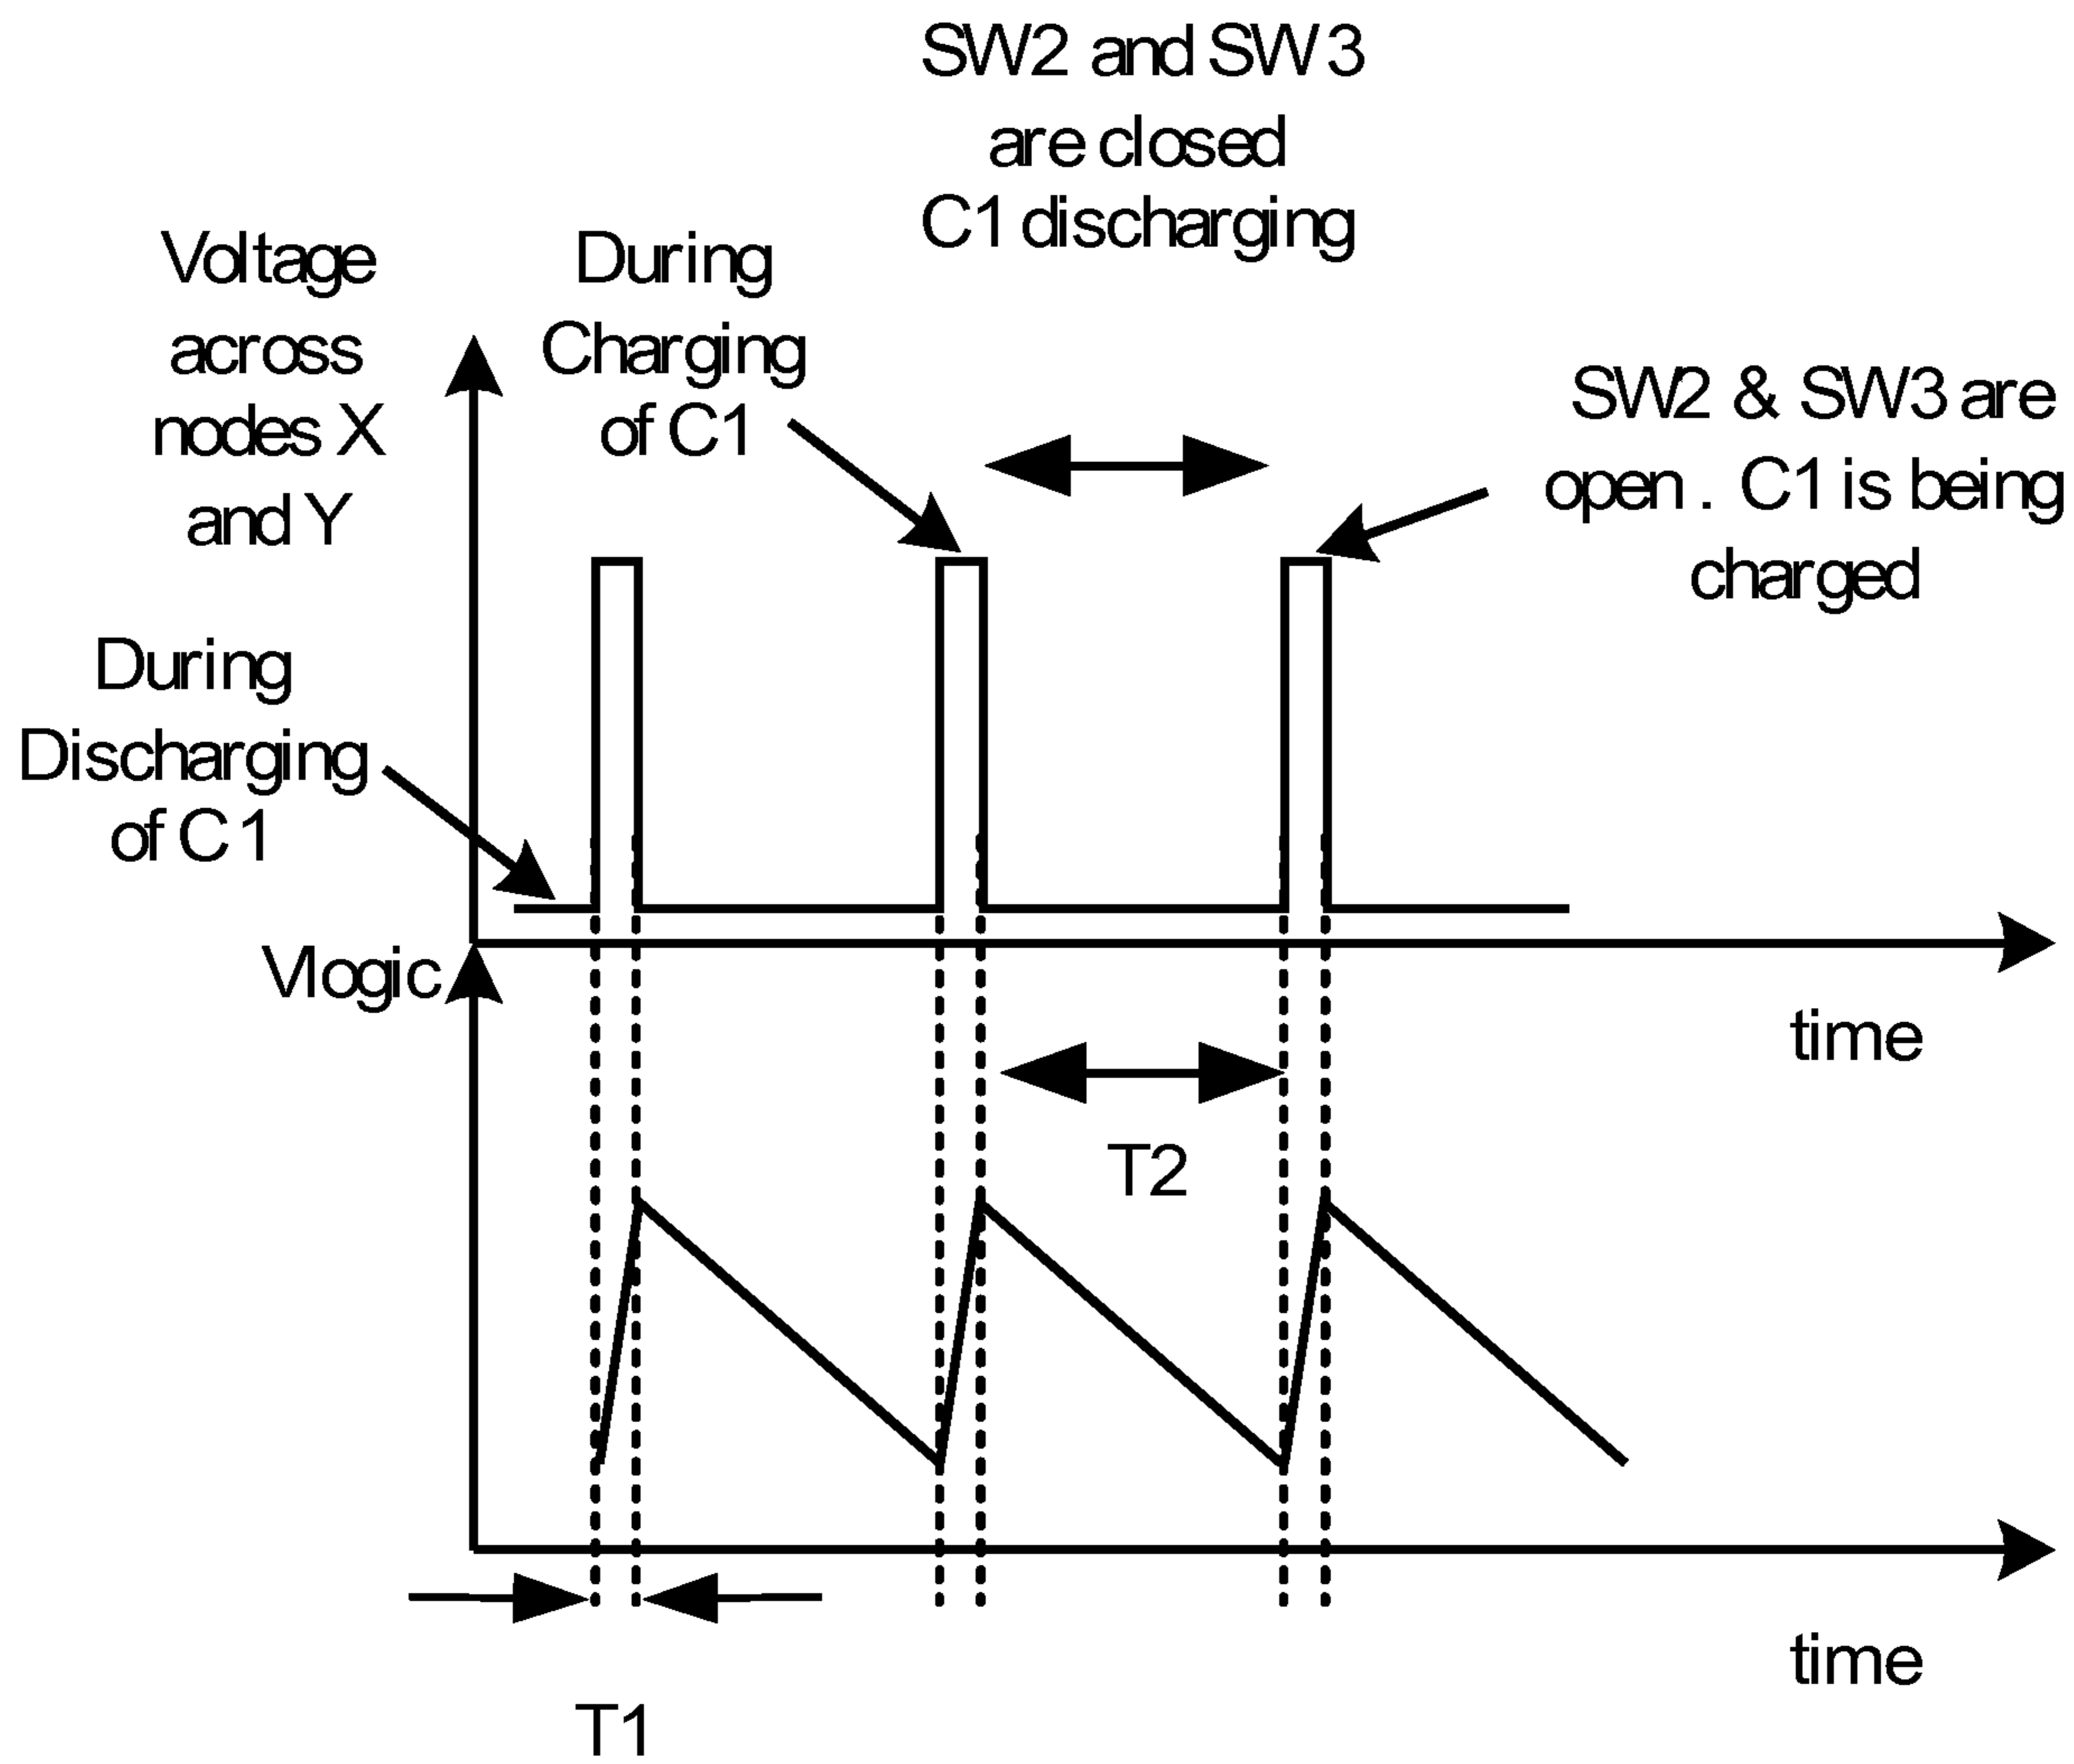 SW2 and SW3
are closed
C1 discharging
Voltage
across
nodes X
and Y
During
Charging
of C1
SW2 & SW3 are
open. C1 is being
charged
During
Discharging
of C1
Vlogic
time
T2
time
T1